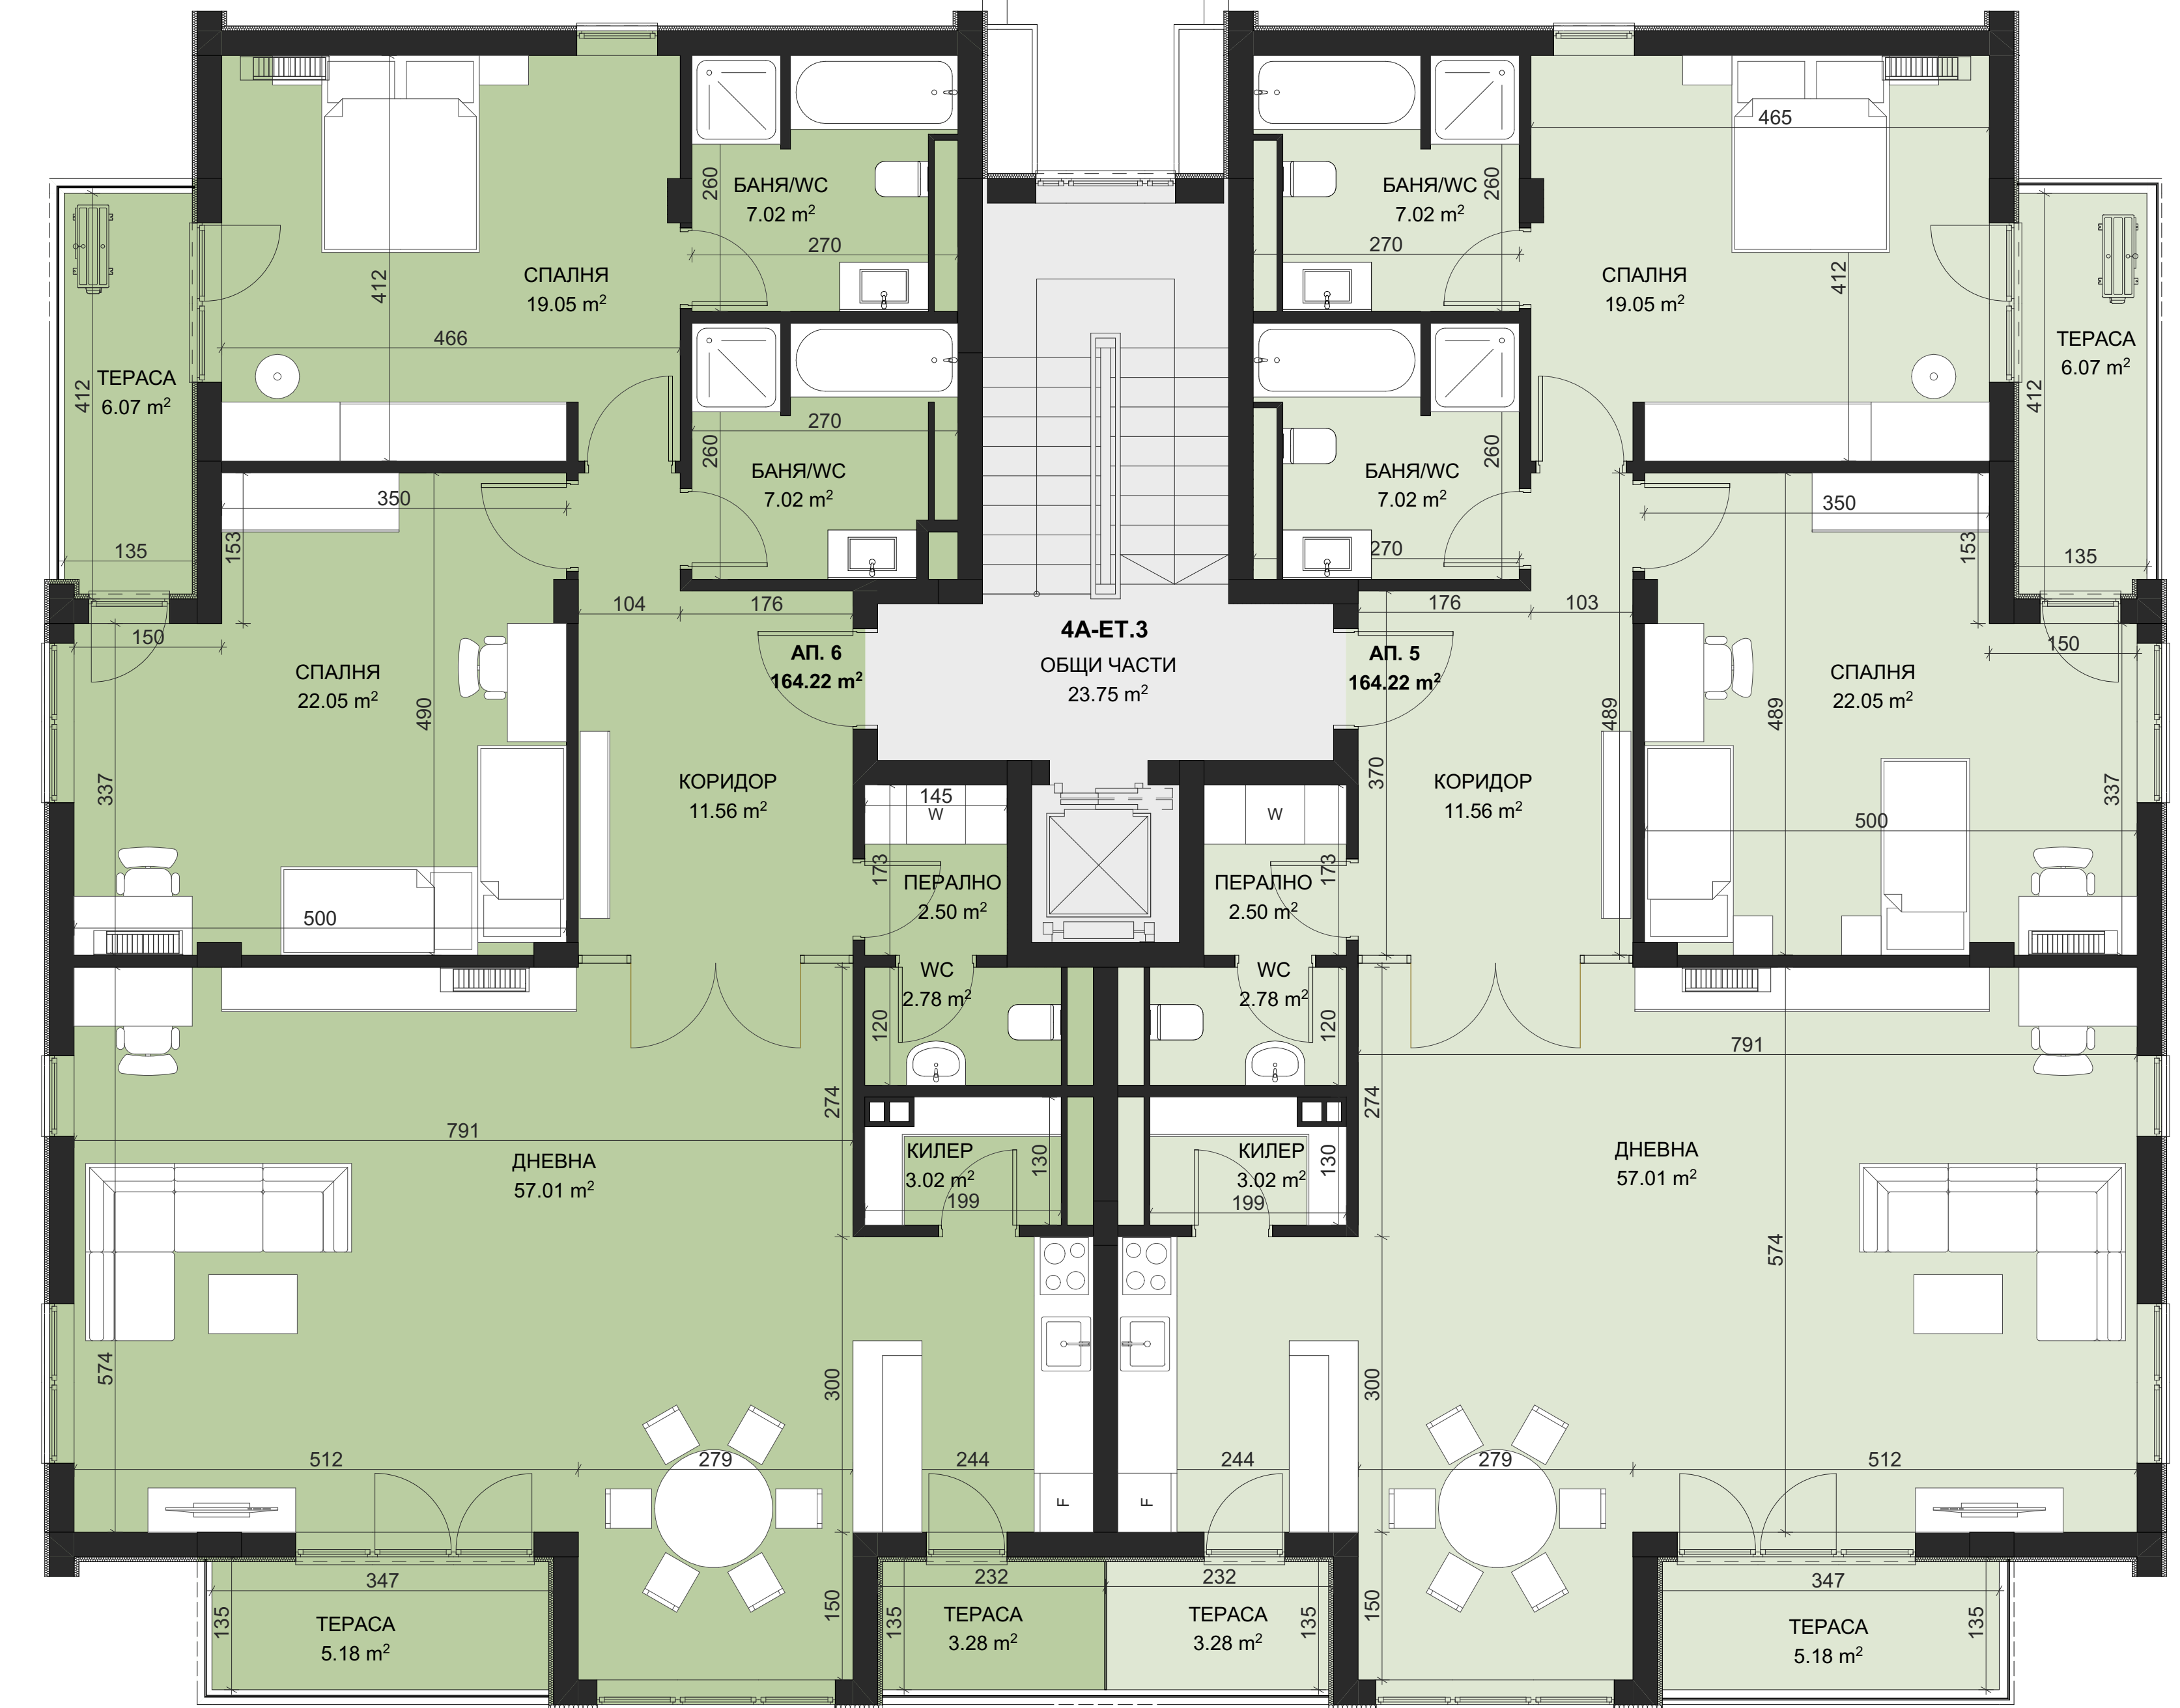 465
260
БАНЯ/WC
7.02 m²
270
СПАЛНЯ
19.05 m²
412
466
ТЕРАСА
6.07 m²
412
135
260
БАНЯ/WC
7.02 m²
270
СПАЛНЯ
19.05 m²
412
ТЕРАСА
6.07 m²
412
135
270
260
БАНЯ/WC
7.02 m²
260
БАНЯ/WC
7.02 m²
270
350
153
350
153
104
176
176
103
150
150
4А-ЕТ.3
ОБЩИ ЧАСТИ
23.75 m²
АП. 6
164.22 m²
АП. 5
164.22 m²
СПАЛНЯ
22.05 m²
490
337
500
СПАЛНЯ
22.05 m²
489
489
337
500
КОРИДОР
11.56 m²
КОРИДОР
11.56 m²
370
145
W
W
173
ПЕРАЛНО
2.50 m²
ПЕРАЛНО
2.50 m²
173
WC
2.78 m²
120
WC
2.78 m²
120
791
791
274
274
КИЛЕР
3.02 m²
130
199
КИЛЕР
3.02 m²
130
199
ДНЕВНА
57.01 m²
ДНЕВНА
57.01 m²
574
574
300
300
512
279
244
244
279
512
F
F
347
135
ТЕРАСА
5.18 m²
150
232
135
ТЕРАСА
3.28 m²
232
135
ТЕРАСА
3.28 m²
150
347
135
ТЕРАСА
5.18 m²